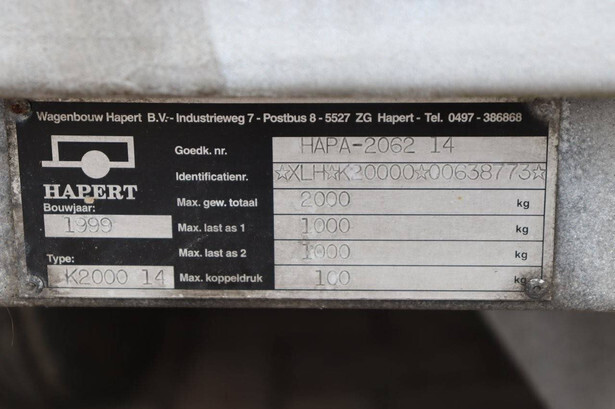 Wagenbouw Hapert B.V.- Industrieweg 7 - Postbus 8 - 5527 ZG Hapert - Tel. 0497 - 386868
HAPERT
Goedk. nr. HAPA-2062 14
Identificatienr. ☆XLH☆K20000☆00638773☆
Max. gew. totaal 2000 kg
Bouwjaar:
1999
Max. last as 1 1000 kg
Max. last as 2 1000 kg
Type:
K2000 14
Max. koppeldruk 100 kg